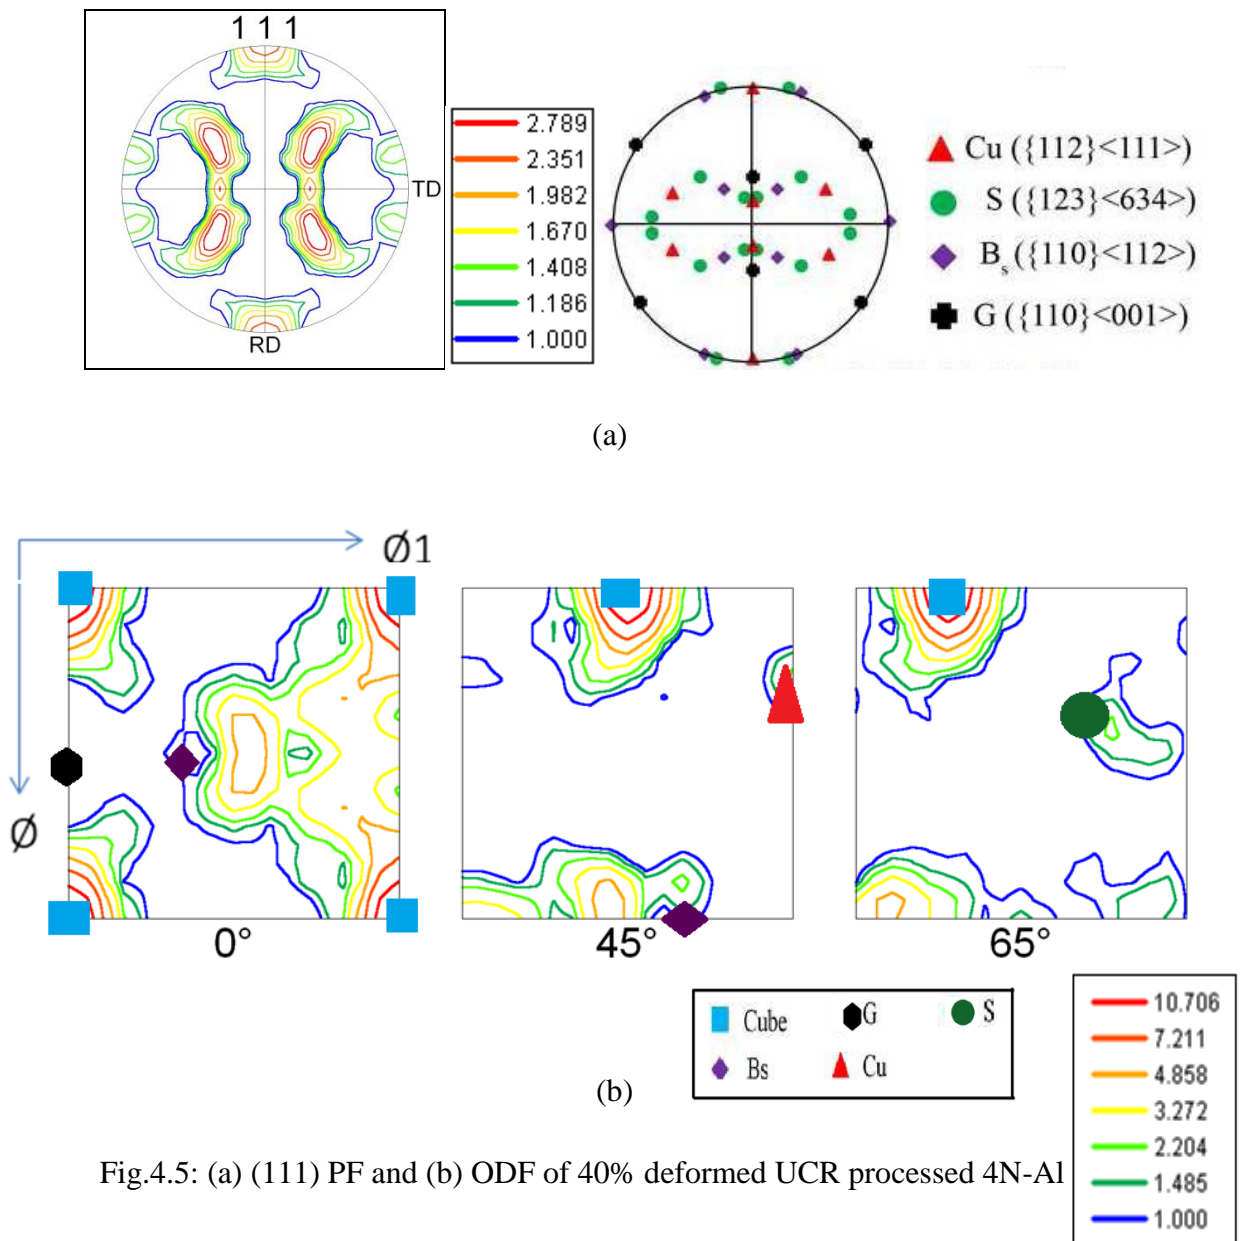 1 1 1
TD
RD
2.789
2.351
1.982
1.670
1.408
1.186
1.000
Cu ({112}<111>)
S ({123}<634>)
Bs ({110}<112>)
G ({110}<001>)
(a)
Ø1
Ø
0°
45°
65°
Cube
G
S
Bs
Cu
(b)
10.706
7.211
4.858
3.272
2.204
1.485
1.000
Fig.4.5: (a) (111) PF and (b) ODF of 40% deformed UCR processed 4N-Al